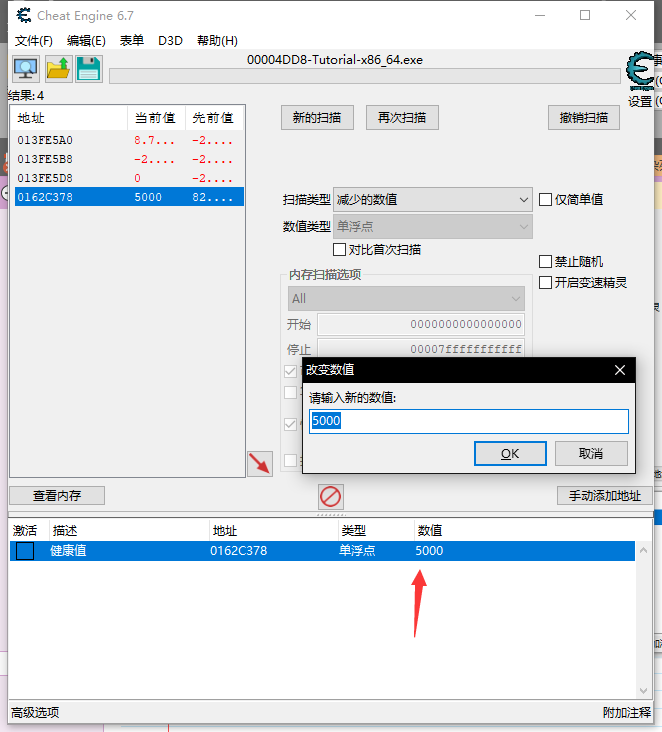 Cheat Engine 6.7
文件(F) 编辑(E) 表单 D3D 帮助(H)
00004DD8-Tutorial-x86_64.exe
结果: 4
设置
地址 当前值 先前值
013FE5A0 8.7... -2....
013FE5B8 -2.... -2....
013FE5D8 0 -2....
0162C378 5000 82....
新的扫描 再次扫描 撤销扫描
扫描类型 减少的数值 仅简单值
数值类型 单浮点
对比首次扫描
禁止随机
开启变速精灵
内存扫描选项
All
开始 0000000000000000
停止 00007fffffffffff
改变数值
请输入新的数值:
5000
OK 取消
查看内存 手动添加地址
激活 描述 地址 类型 数值
健康值 0162C378 单浮点 5000
高级选项 附加注释